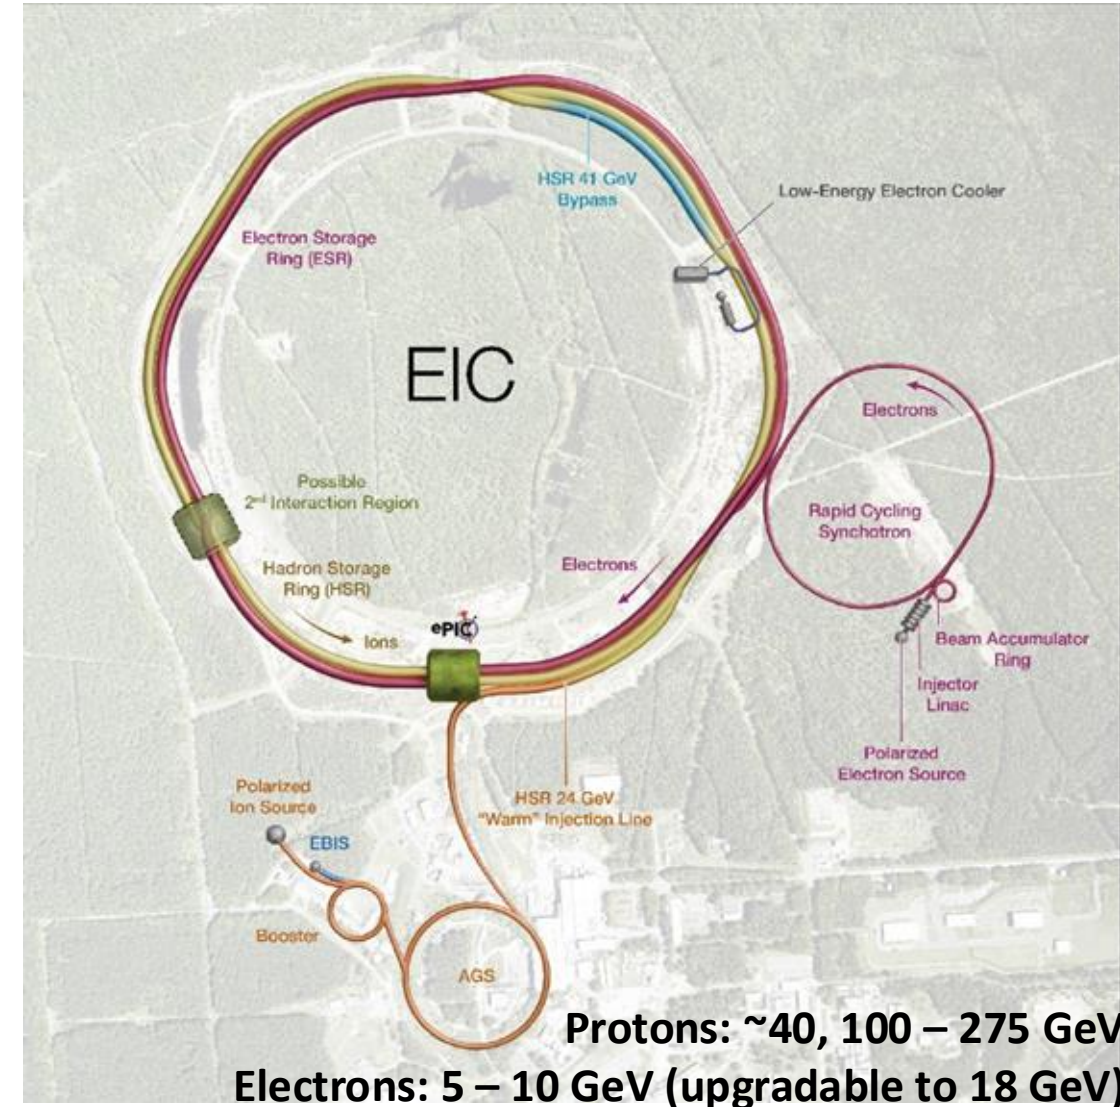 HSR 41 GeV
Bypass
Low-Energy Electron Cooler
Electron Storage
Ring (ESR)
EIC
Electrons
Possible
2nd Interaction Region
Rapid Cycling
Synchotron
Hadron Storage
Ring (HSR)
Electrons
Ions
ePIC
Beam Accumulator
Ring
Injector
Linac
Polarized
Electron Source
Polarized
Ion Source
HSR 24 GeV
"Warm" Injection Line
EBIS
Booster
AGS
Protons: ~40, 100 – 275 GeV
Electrons: 5 – 10 GeV (upgradable to 18 GeV)